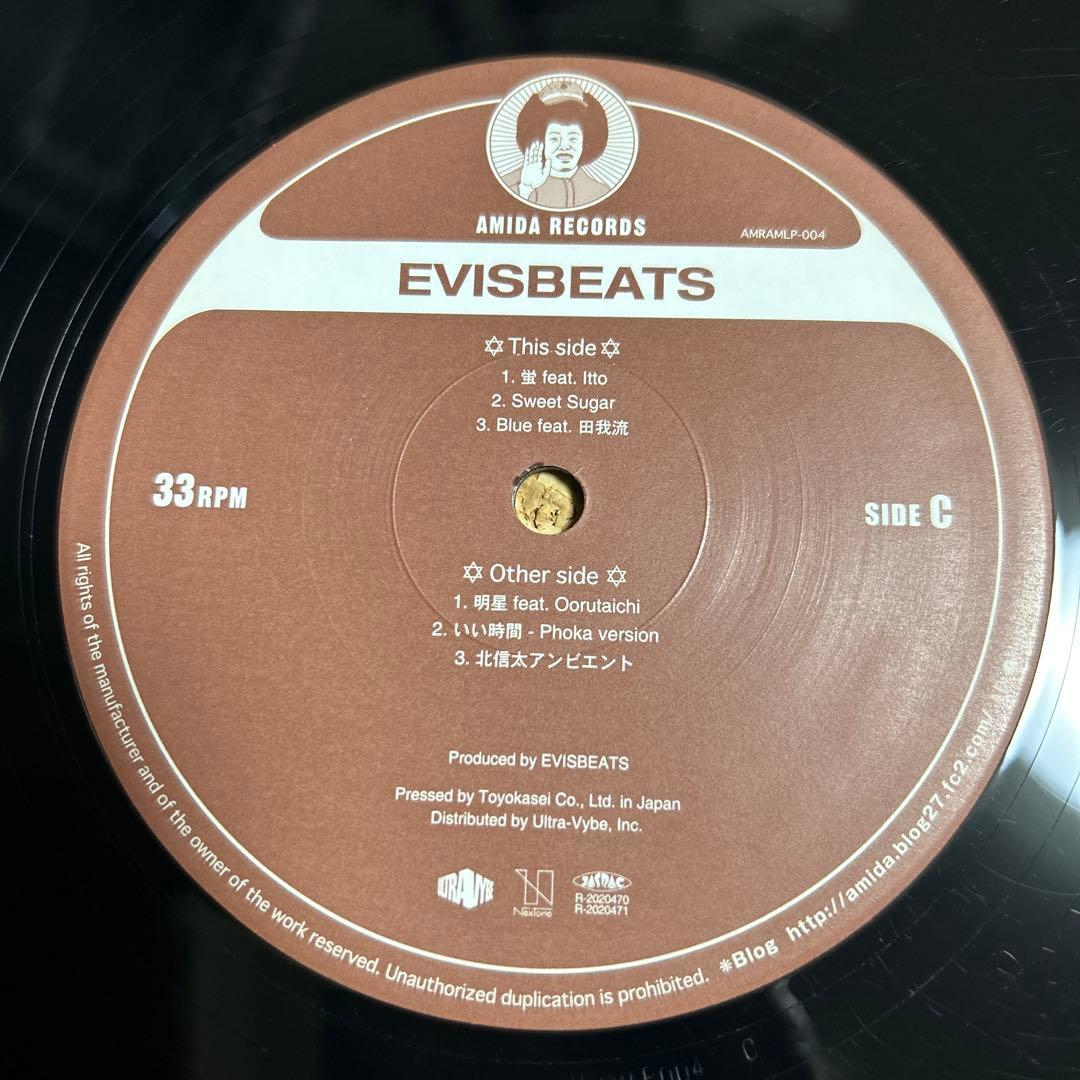 AMIDA RECORDS
AMRAMLP-004
EVISBEATS
✡ This side ✡
1. 蛍 feat. Itto
2. Sweet Sugar
3. Blue feat. 田我流
33 RPM
SIDE C
✡ Other side ✡
1. 明星 feat. Oorutaichi
2. いい時間 - Phoka version
3. 北信太アンビエント
Produced by EVISBEATS
Pressed by Toyokasei Co., Ltd. in Japan
Distributed by Ultra-Vybe, Inc.
ULTRA-VYBE
NexTone
JASRAC
R-2020470
R-2020471
All rights of the manufacturer and of the owner of the work reserved. Unauthorized duplication is prohibited. ※Blog http://amida.blog27.fc2.com/
C